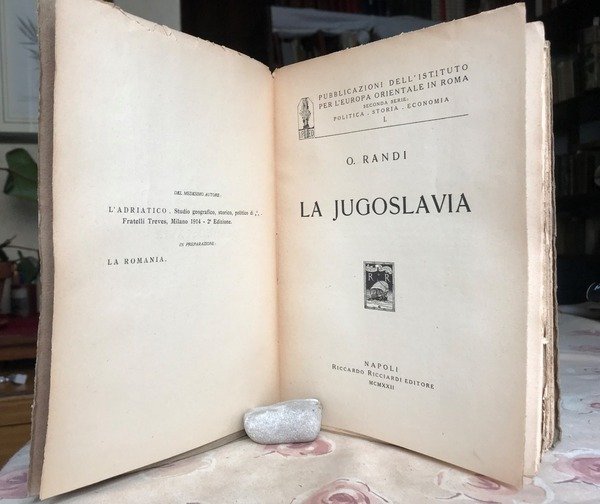 DEL MEDESIMO AUTORE:
L'ADRIATICO. Studio geografico, storico, politico di ⁂.
Fratelli Treves, Milano 1914 - 2ª Edizione.
IN PREPARAZIONE:
LA ROMANIA.
PUBBLICAZIONI DELL'ISTITUTO
PER L'EUROPA ORIENTALE IN ROMA
SECONDA SERIE.
POLITICA - STORIA - ECONOMIA
I.
O. RANDI
LA JUGOSLAVIA
R R
NAPOLI
RICCARDO RICCIARDI EDITORE
MCMXXII